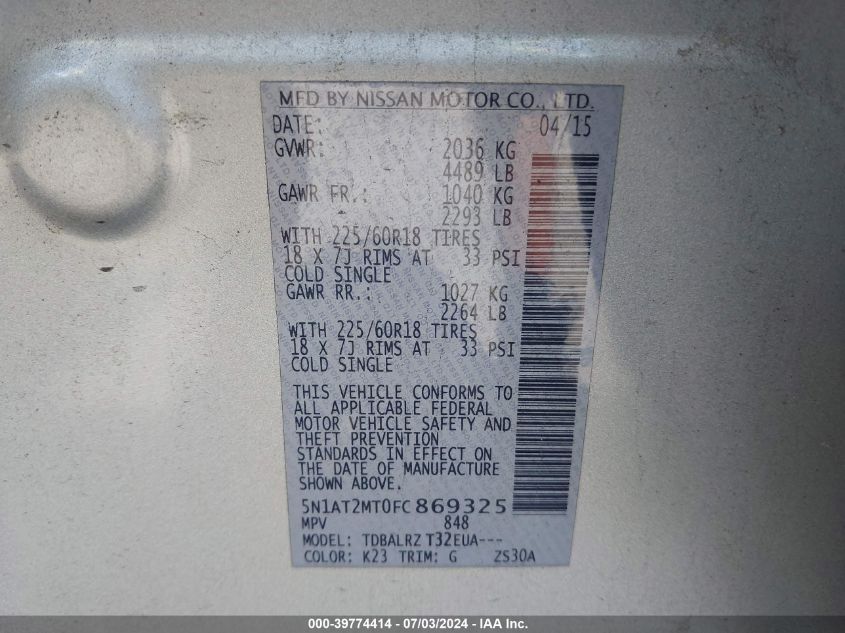 MFD BY NISSAN MOTOR CO., LTD.
DATE: 04/15
GVWR: 2036 KG
4489 LB
GAWR FR.: 1040 KG
2293 LB
WITH 225/60R18 TIRES
18 X 7J RIMS AT 33 PSI
COLD SINGLE
GAWR RR.: 1027 KG
2264 LB
WITH 225/60R18 TIRES
18 X 7J RIMS AT 33 PSI
COLD SINGLE
THIS VEHICLE CONFORMS TO
ALL APPLICABLE FEDERAL
MOTOR VEHICLE SAFETY AND
THEFT PREVENTION
STANDARDS IN EFFECT ON
THE DATE OF MANUFACTURE
SHOWN ABOVE.
5N1AT2MT0FC869325
MPV 848
MODEL: TDBALRZ T32EUA---
COLOR: K23 TRIM: G ZS30A
000-39774414 - 07/03/2024 - IAA Inc.